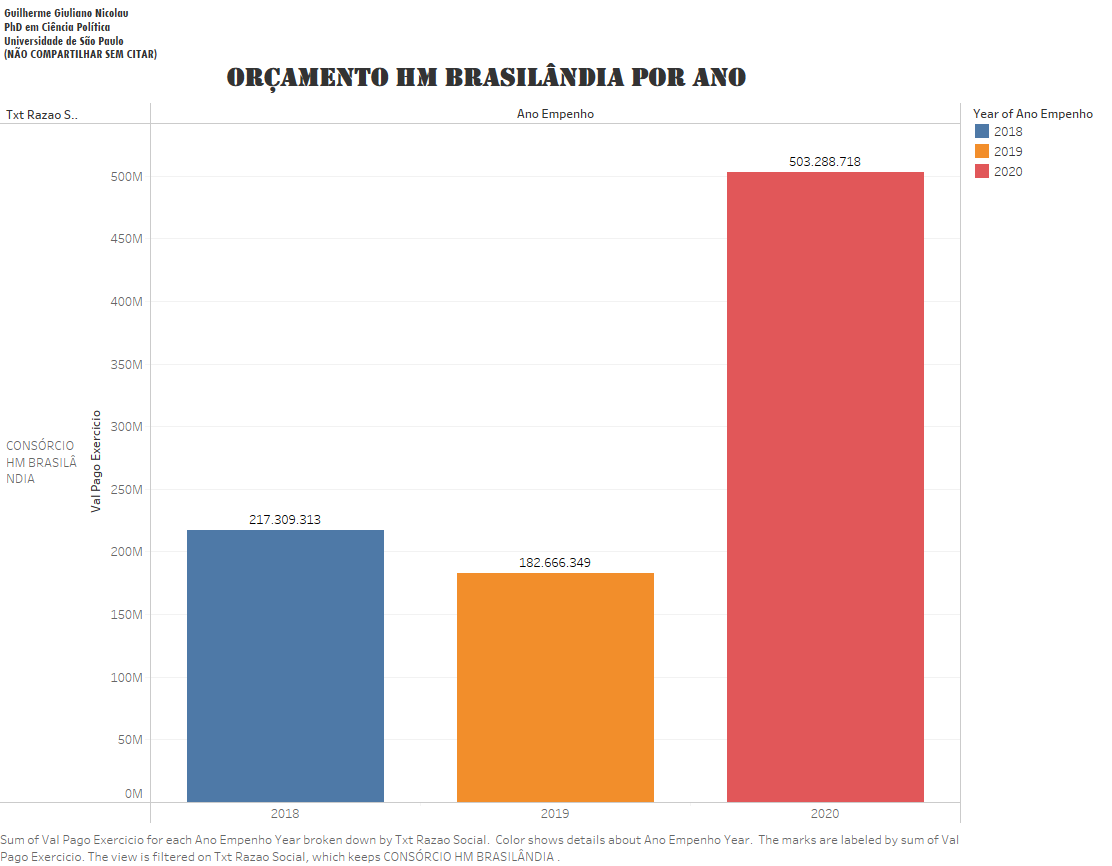 Guilherme Giuliano Nicolau
PhD em Ciência Política
Universidade de São Paulo
(NÃO COMPARTILHAR SEM CITAR)
ORÇAMENTO HM BRASILÂNDIA POR ANO
Txt Razao S..
Ano Empenho
Year of Ano Empenho
2018
2019
2020
503.288.718
500M
450M
400M
350M
300M
Val Pago Exercicio
CONSÓRCIO
HM BRASILÂ
NDIA
250M
217.309.313
200M
182.666.349
150M
100M
50M
0M
2018
2019
2020
Sum of Val Pago Exercicio for each Ano Empenho Year broken down by Txt Razao Social. Color shows details about Ano Empenho Year. The marks are labeled by sum of Val
Pago Exercicio. The view is filtered on Txt Razao Social, which keeps CONSÓRCIO HM BRASILÂNDIA .